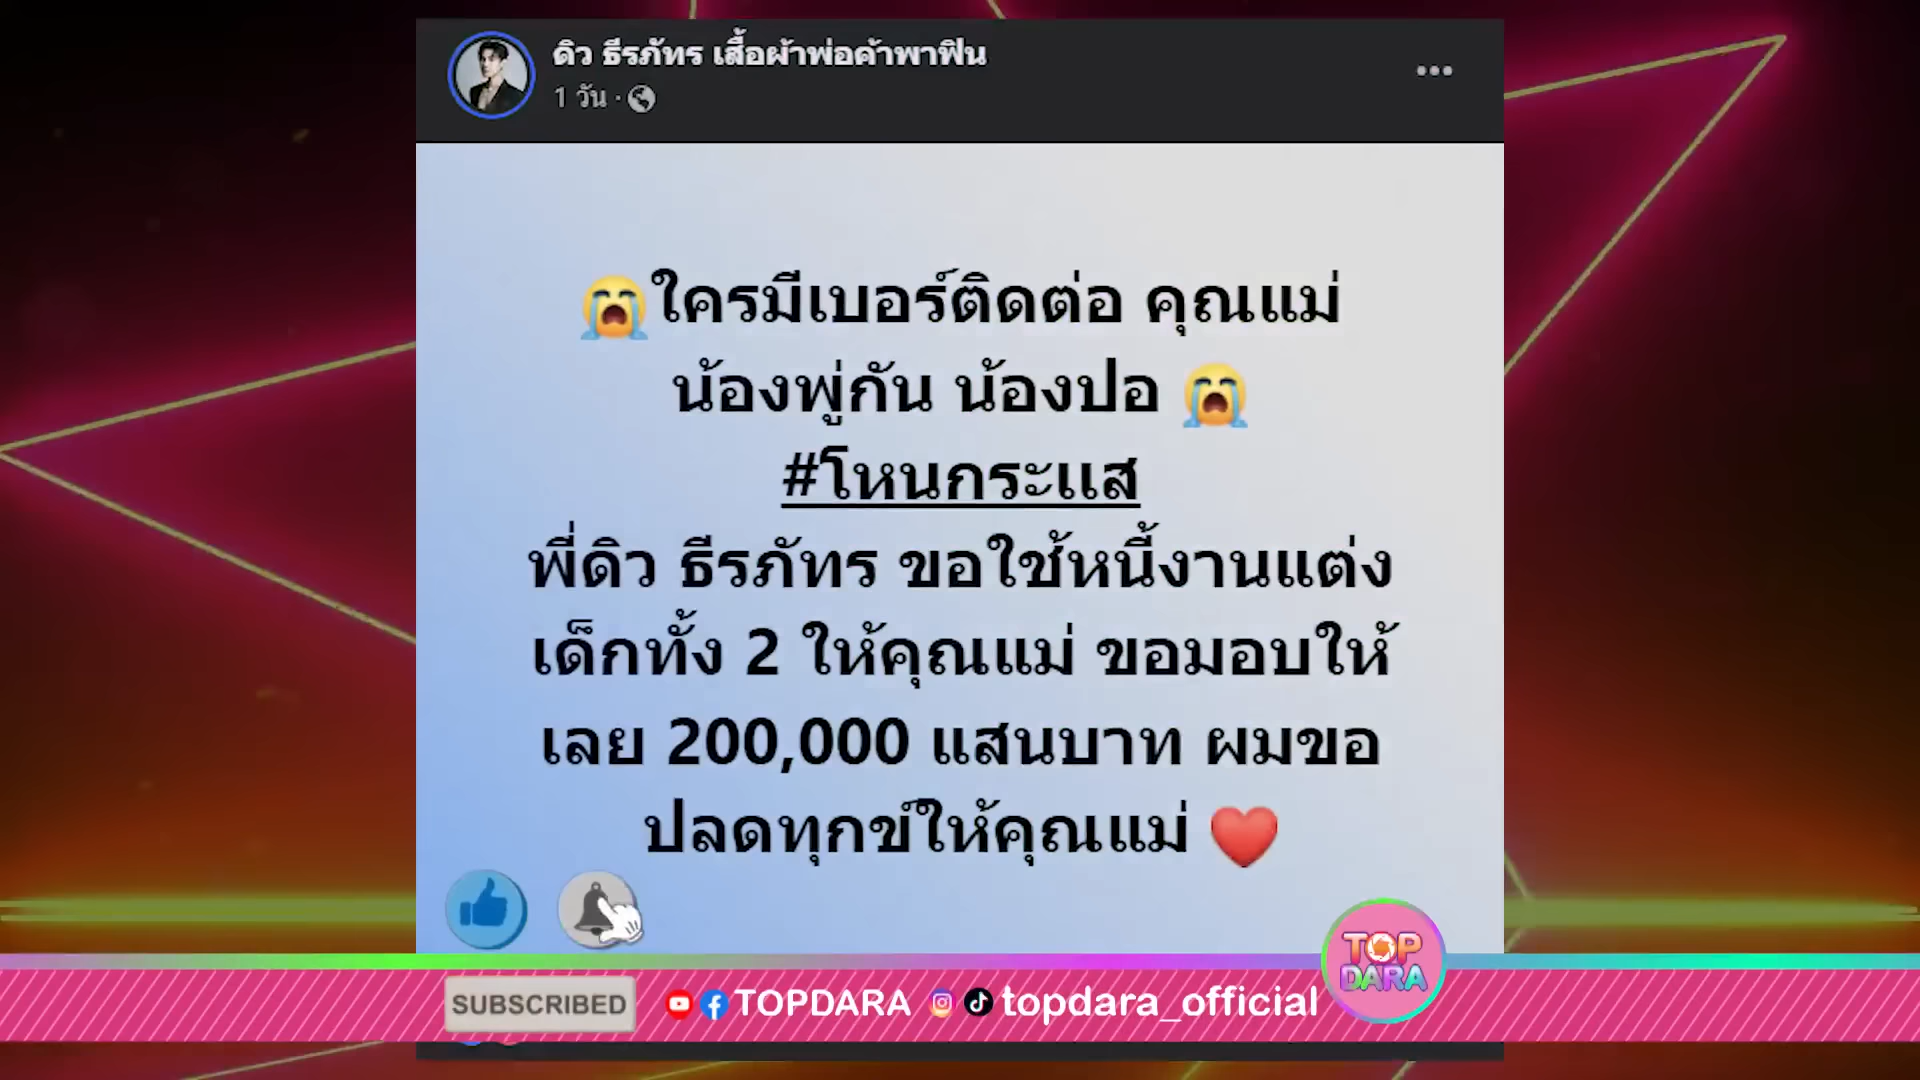 ดิว ธีรภัทร เสื้อผ้าพ่อค้าพาฟิน
1 วัน ·
😭ใครมีเบอร์ติดต่อ คุณแม่
น้องพู่กัน น้องปอ 😭
#โหนกระแส
พี่ดิว ธีรภัทร ขอใช้หนี้งานแต่ง
เด็กทั้ง 2 ให้คุณแม่ ขอมอบให้
เลย 200,000 แสนบาท ผมขอ
ปลดทุกข์ให้คุณแม่ ❤️
TOP
DARA
SUBSCRIBED TOPDARA topdara_official